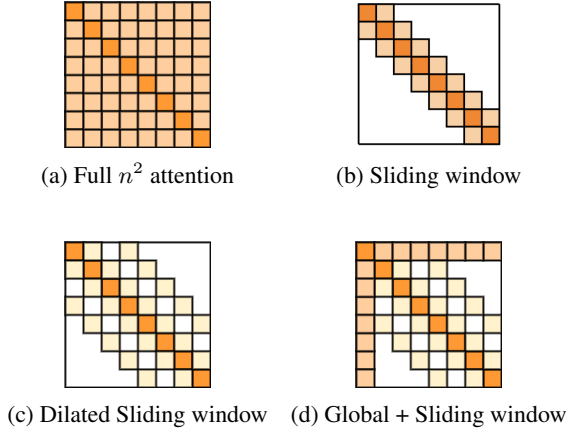 (a) Full n² attention
(b) Sliding window
(c) Dilated Sliding window
(d) Global + Sliding window